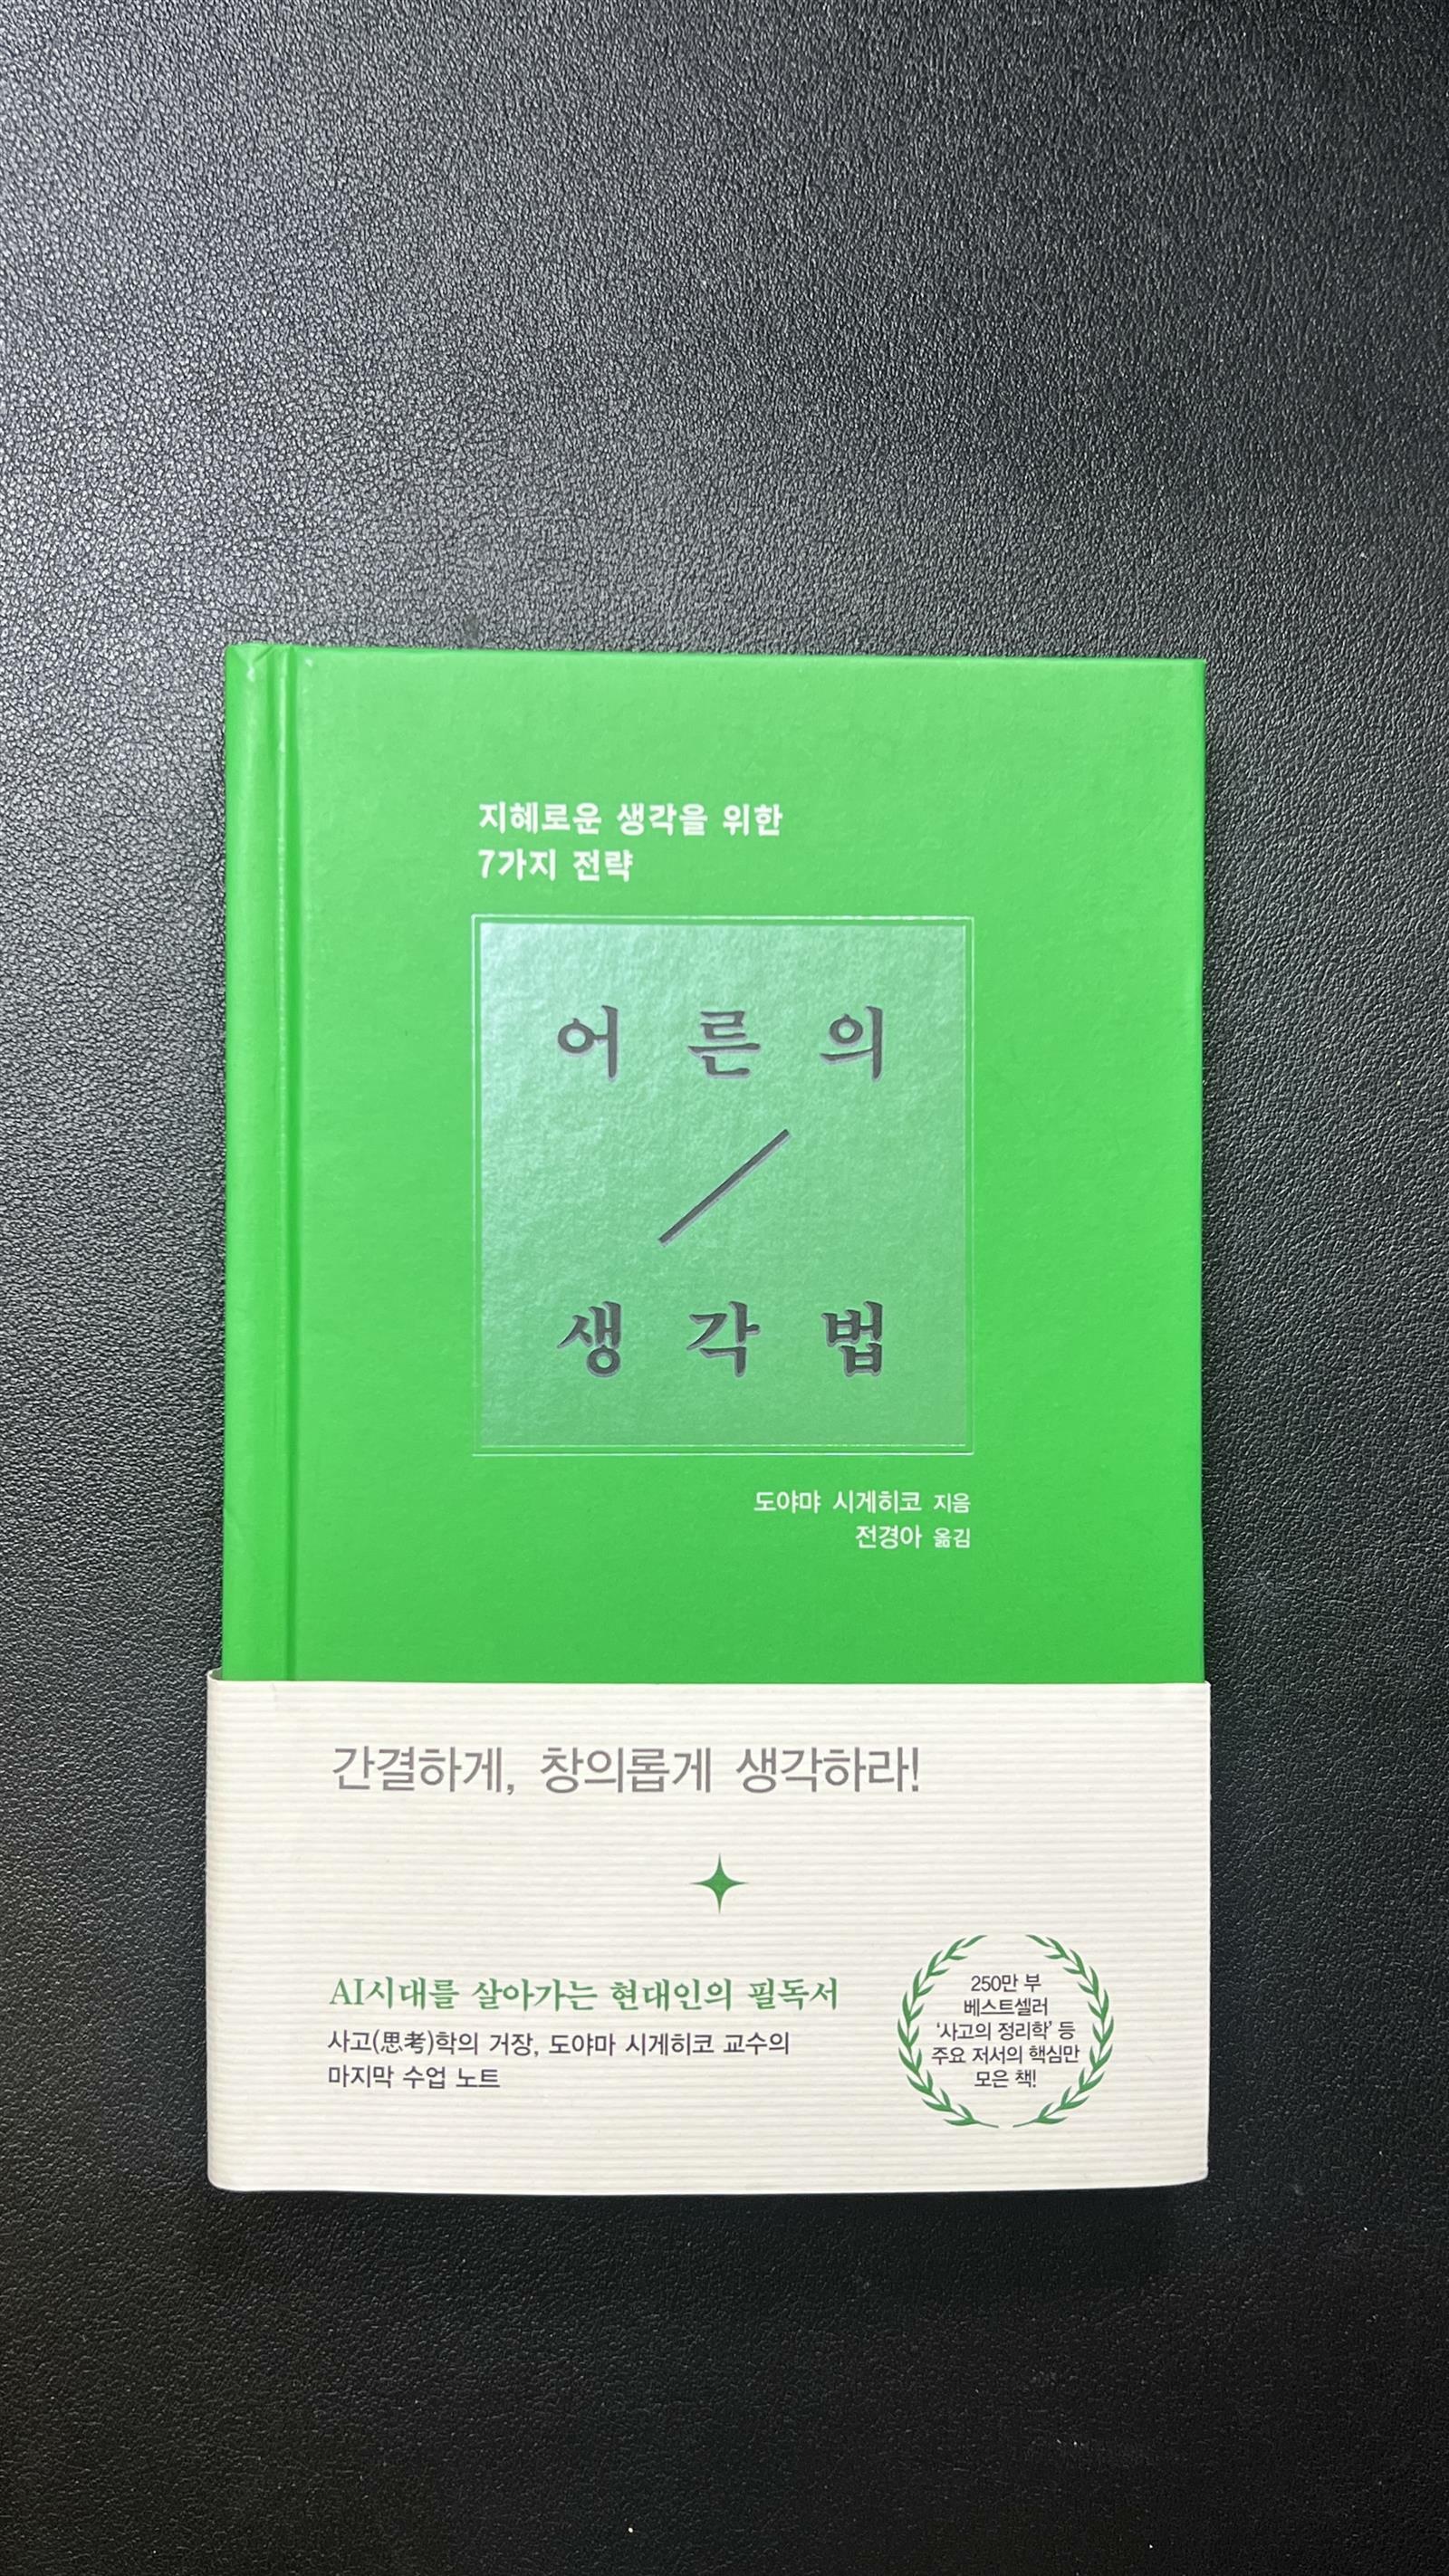 지혜로운 생각을 위한
7가지 전략
어른의
생각법
도야먀 시게히코 지음
전경아 옮김
간결하게, 창의롭게 생각하라!
AI시대를 살아가는 현대인의 필독서
사고(思考)학의 거장, 도야마 시게히코 교수의
마지막 수업 노트
250만 부
베스트셀러
‘사고의 정리학’ 등
주요 저서의 핵심만
모은 책!